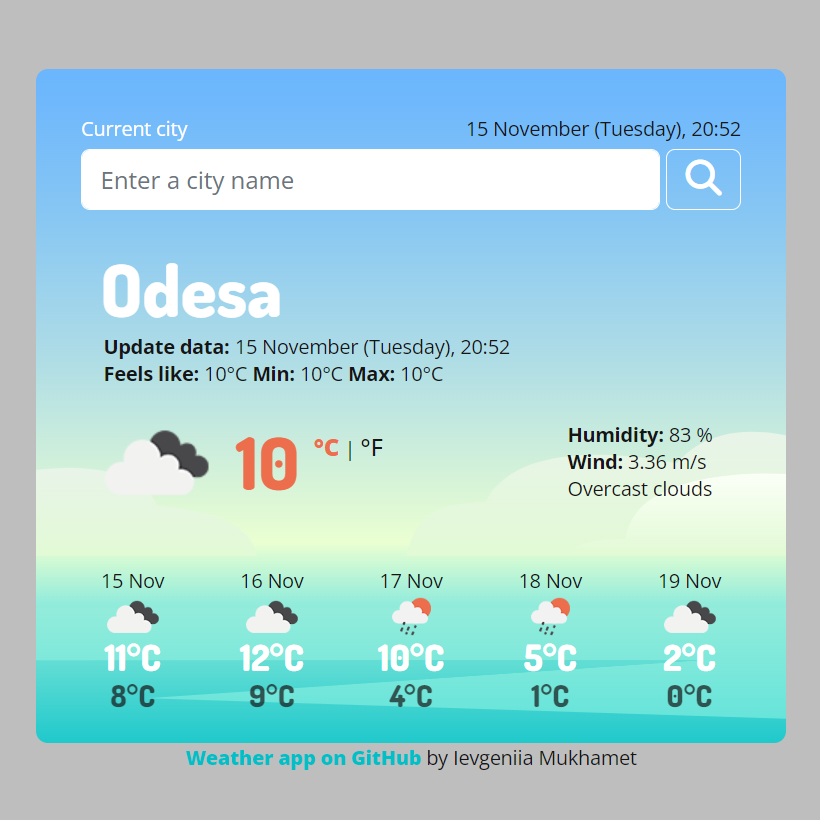 Current city 15 November (Tuesday), 20:52
Enter a city name
Odesa
Update data: 15 November (Tuesday), 20:52
Feels like: 10°C Min: 10°C Max: 10°C
10 °C | °F
Humidity: 83 %
Wind: 3.36 m/s
Overcast clouds
15 Nov 16 Nov 17 Nov 18 Nov 19 Nov
11°C 12°C 10°C 5°C 2°C
8°C 9°C 4°C 1°C 0°C
Weather app on GitHub by Ievgeniia Mukhamet